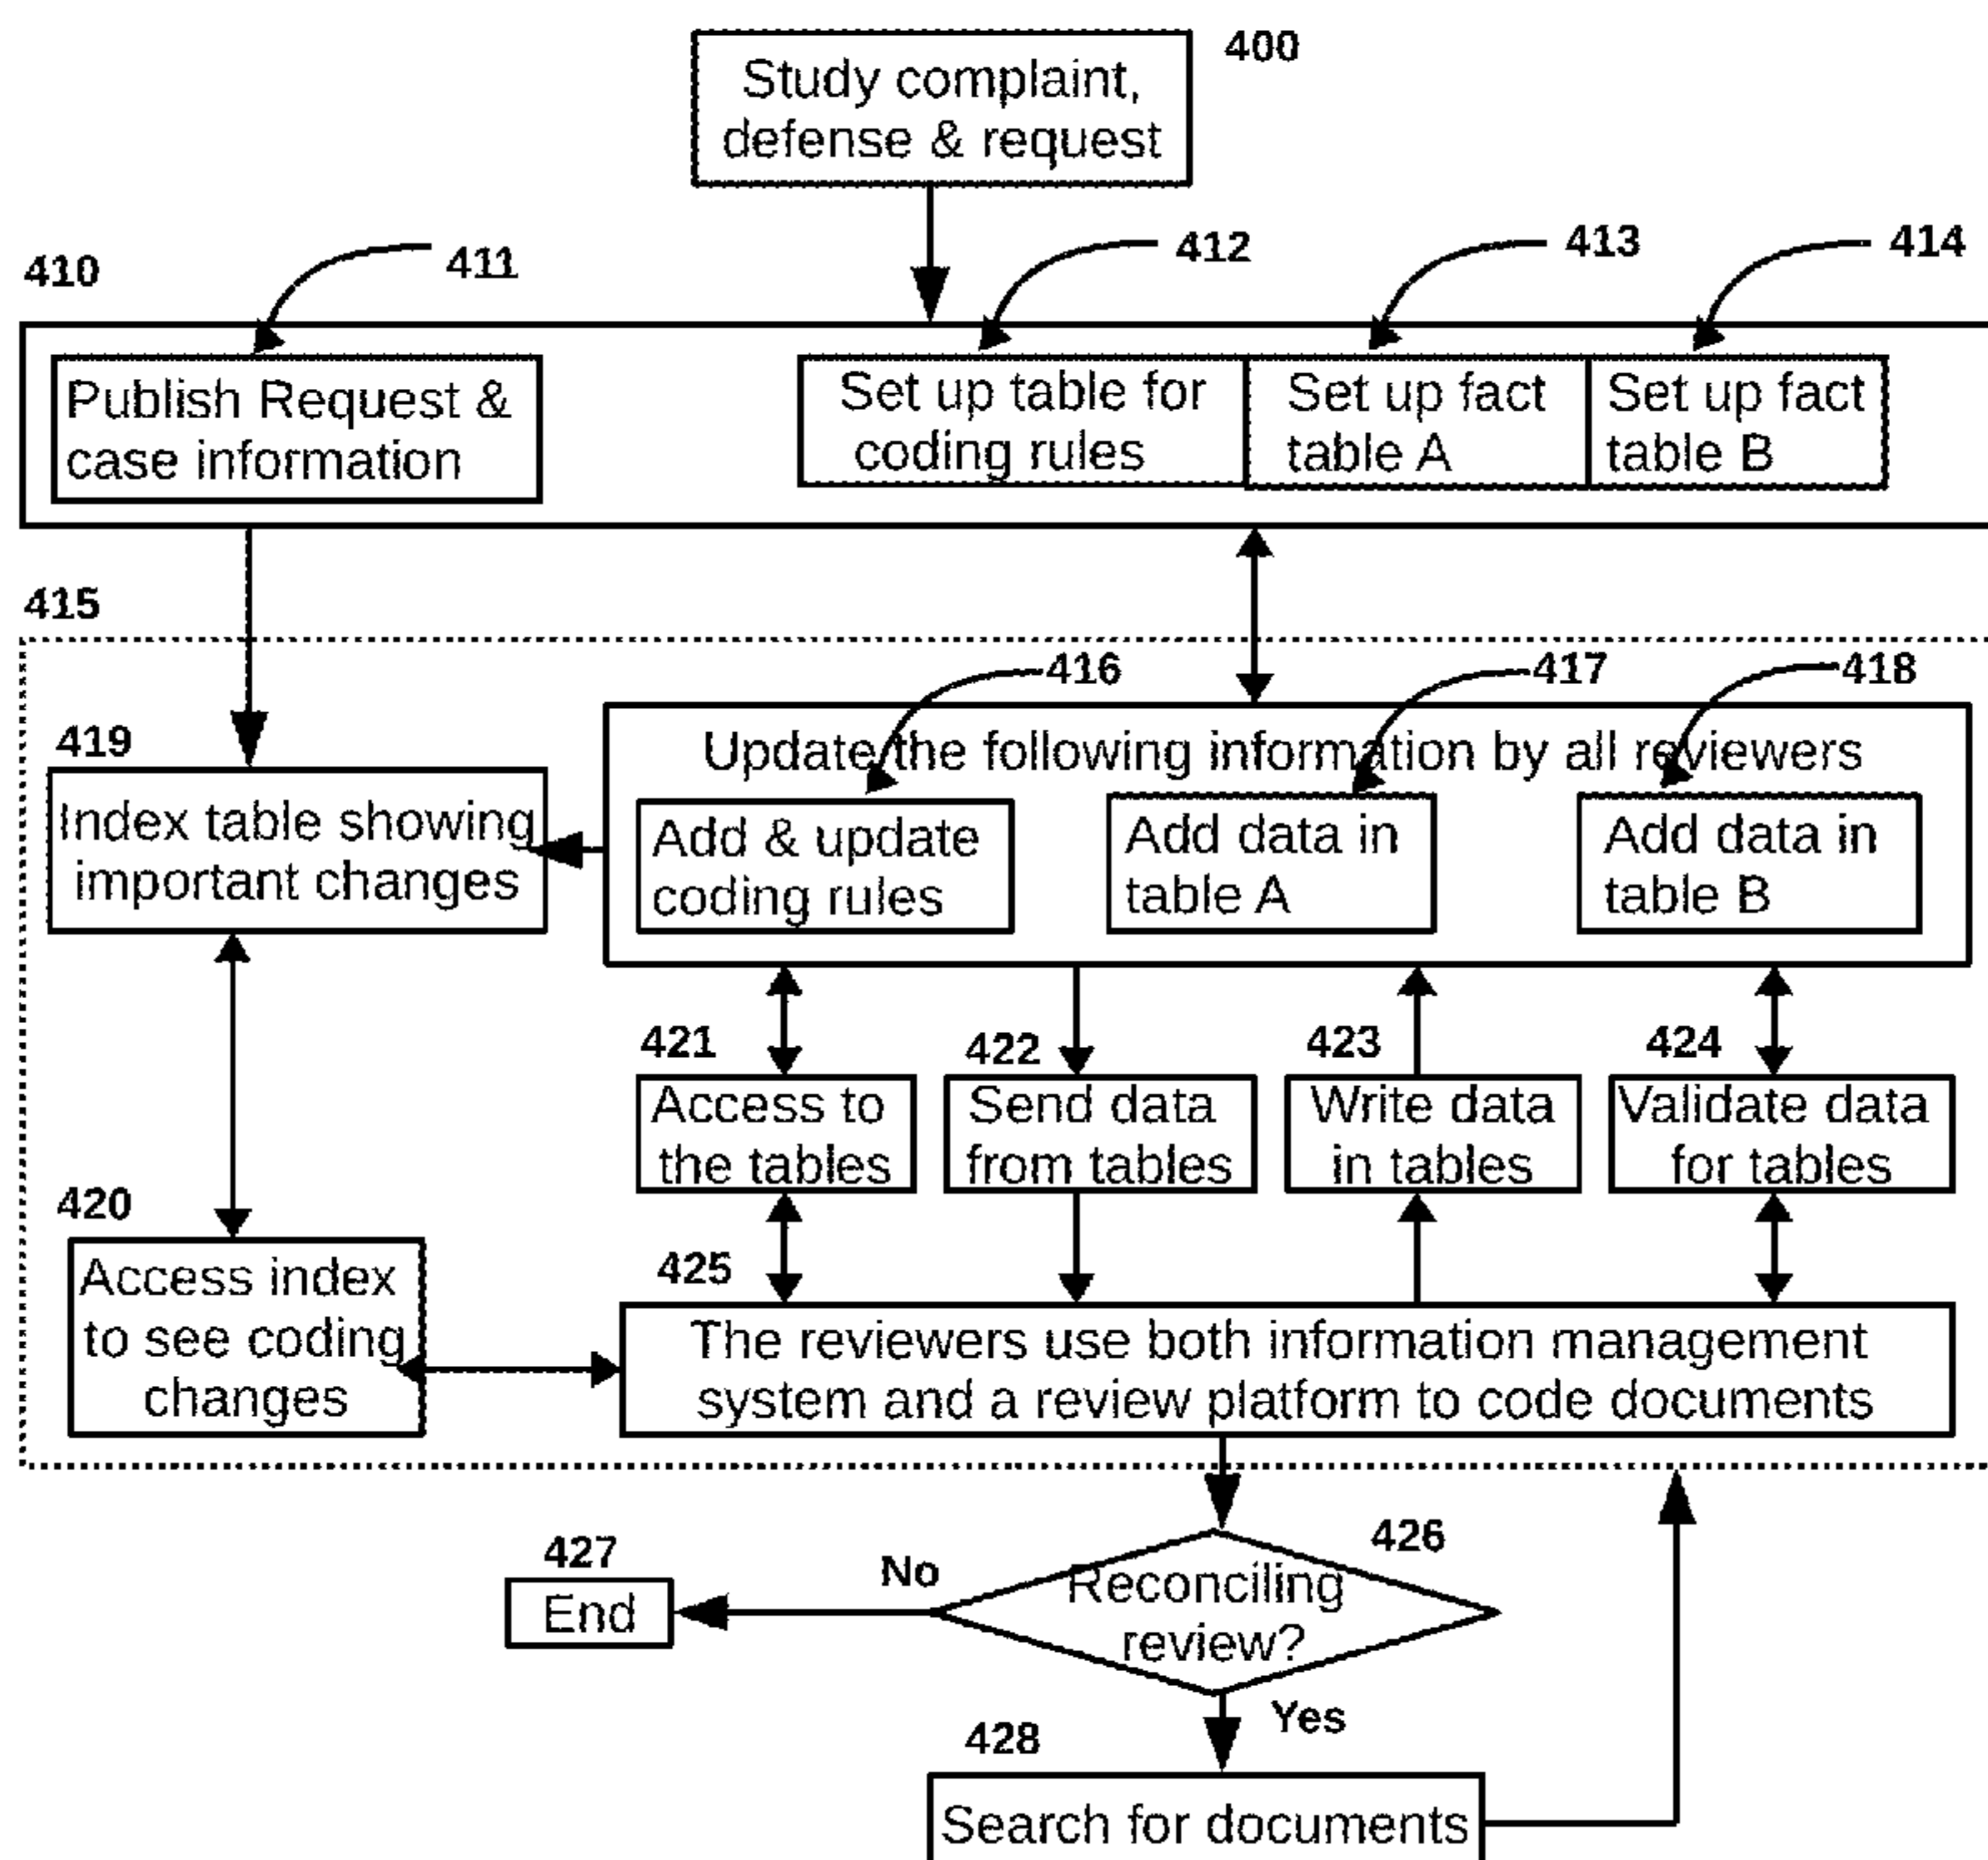 400
Study complaint,
defense & request
410
411
412
413
414
Publish Request &
case information
Set up table for
coding rules
Set up fact
table A
Set up fact
table B
415
416
417
418
419
Update the following information by all reviewers
Index table showing
important changes
Add & update
coding rules
Add data in
table A
Add data in
table B
421
422
423
424
Access to
the tables
Send data
from tables
Write data
in tables
Validate data
for tables
420
Access index
to see coding
changes
425
The reviewers use both information management
system and a review platform to code documents
426
Reconciling
review?
No
427
End
Yes
428
Search for documents